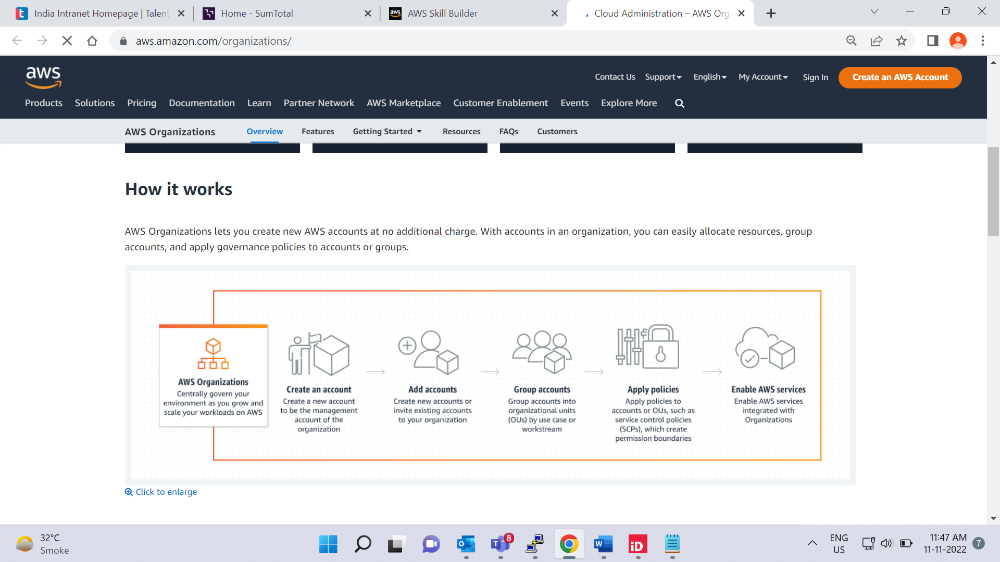 India Intranet Homepage | Talent
Home - SumTotal
AWS Skill Builder
Cloud Administration – AWS Org
aws.amazon.com/organizations/
aws
Contact Us Support English My Account Sign In Create an AWS Account
Products Solutions Pricing Documentation Learn Partner Network AWS Marketplace Customer Enablement Events Explore More
AWS Organizations Overview Features Getting Started Resources FAQs Customers
How it works
AWS Organizations lets you create new AWS accounts at no additional charge. With accounts in an organization, you can easily allocate resources, group
accounts, and apply governance policies to accounts or groups.
AWS Organizations
Centrally govern your
environment as you grow and
scale your workloads on AWS
Create an account
Create a new account
to be the management
account of the
organization
Add accounts
Create new accounts or
invite existing accounts
to your organization
Group accounts
Group accounts into
organizational units
(OUs) by use case or
workstream
Apply policies
Apply policies to
accounts or OUs, such as
service control policies
(SCPs), which create
permission boundaries
Enable AWS services
Enable AWS services
integrated with
Organizations
Click to enlarge
32°C
Smoke
8
ENG
US
11:47 AM
11-11-2022
7